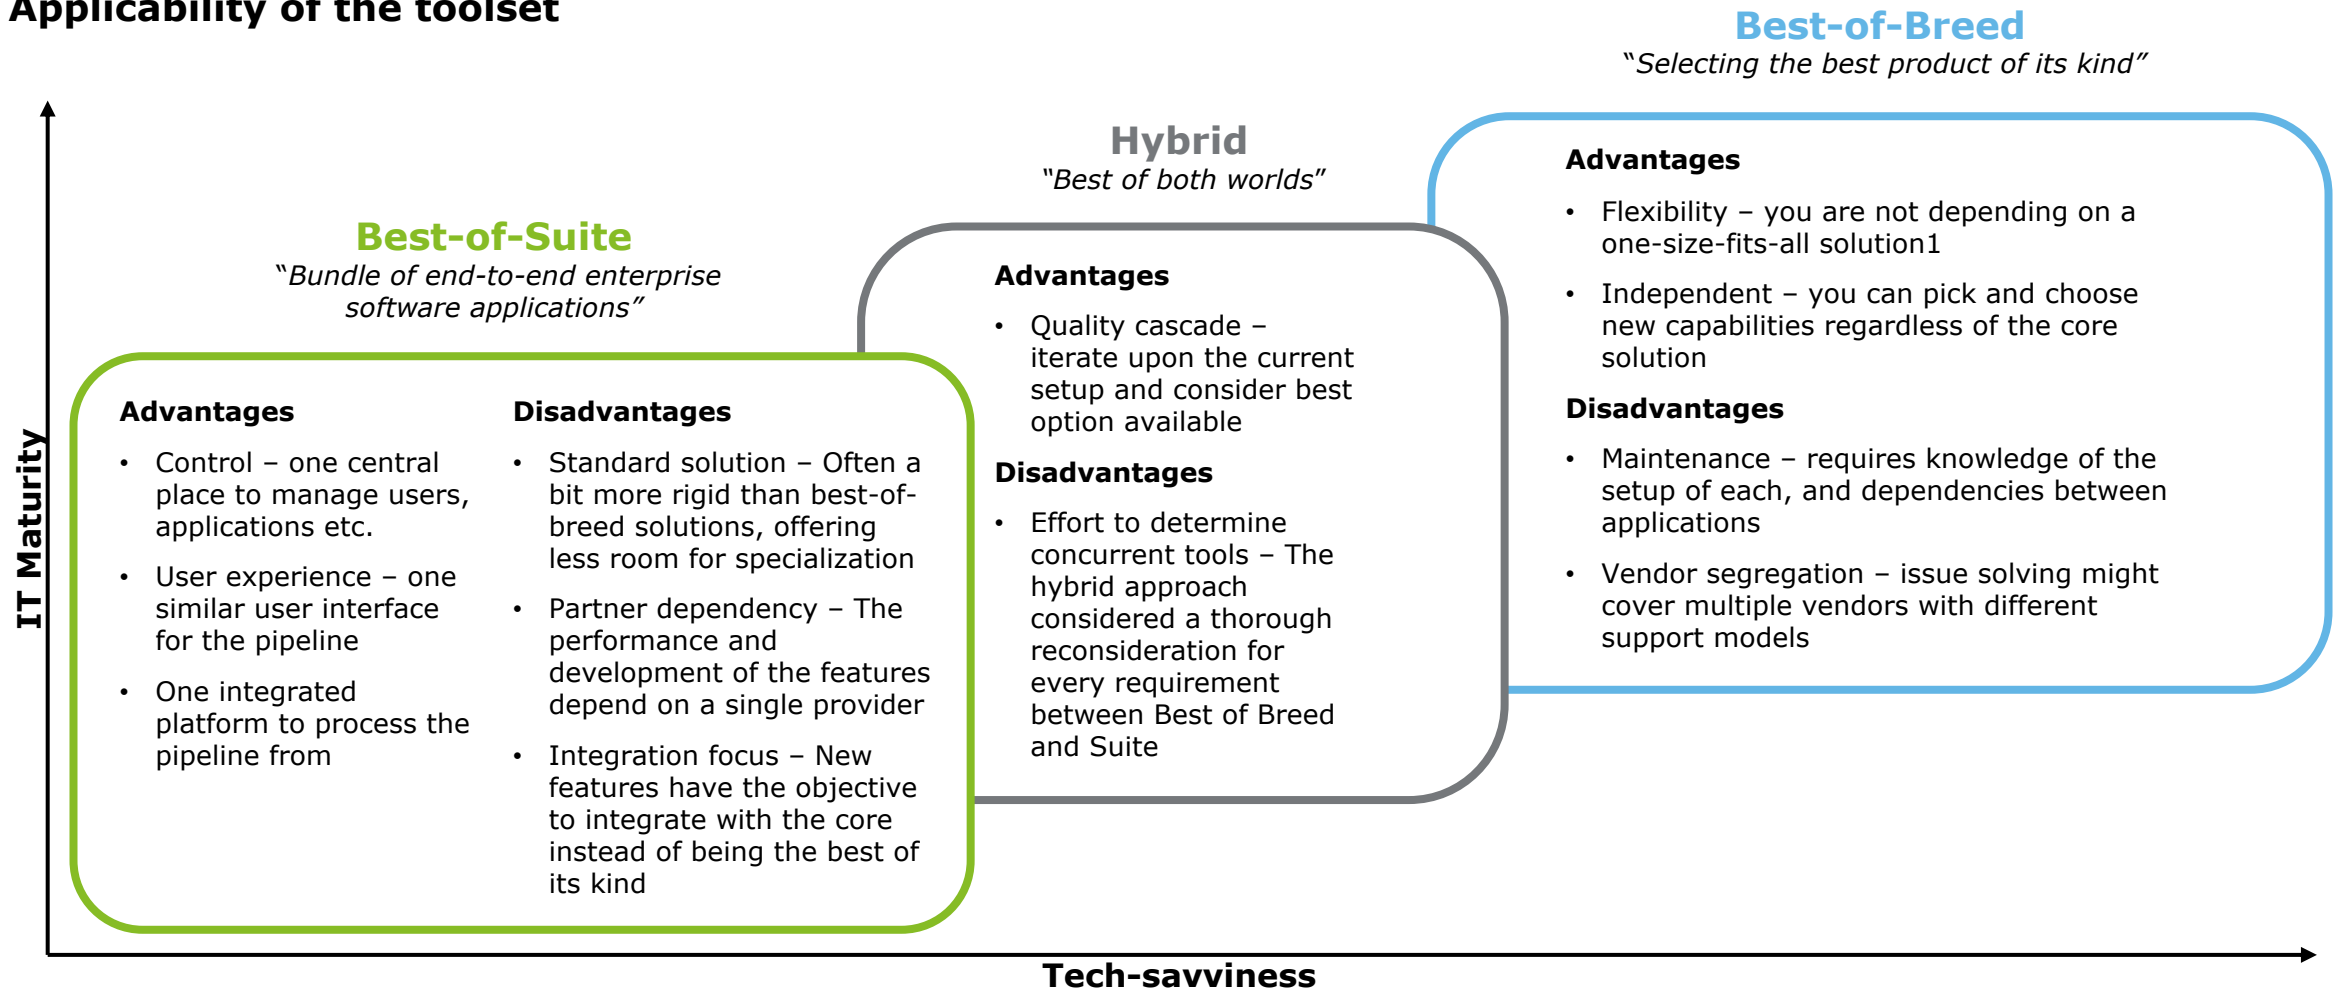 Applicability of the toolset
Best-of-Breed
“Selecting the best product of its kind”
Hybrid
“Best of both worlds”
Best-of-Suite
“Bundle of end-to-end enterprise
software applications”
IT Maturity
Advantages
• Control – one central
place to manage users,
applications etc.
• User experience – one
similar user interface
for the pipeline
• One integrated
platform to process the
pipeline from
Disadvantages
• Standard solution – Often a
bit more rigid than best-of-
breed solutions, offering
less room for specialization
• Partner dependency – The
performance and
development of the features
depend on a single provider
• Integration focus – New
features have the objective
to integrate with the core
instead of being the best of
its kind
Advantages
• Quality cascade –
iterate upon the current
setup and consider best
option available
Disadvantages
• Effort to determine
concurrent tools – The
hybrid approach
considered a thorough
reconsideration for
every requirement
between Best of Breed
and Suite
Advantages
• Flexibility – you are not depending on a
one-size-fits-all solution1
• Independent – you can pick and choose
new capabilities regardless of the core
solution
Disadvantages
• Maintenance – requires knowledge of the
setup of each, and dependencies between
applications
• Vendor segregation – issue solving might
cover multiple vendors with different
support models
Tech-savviness